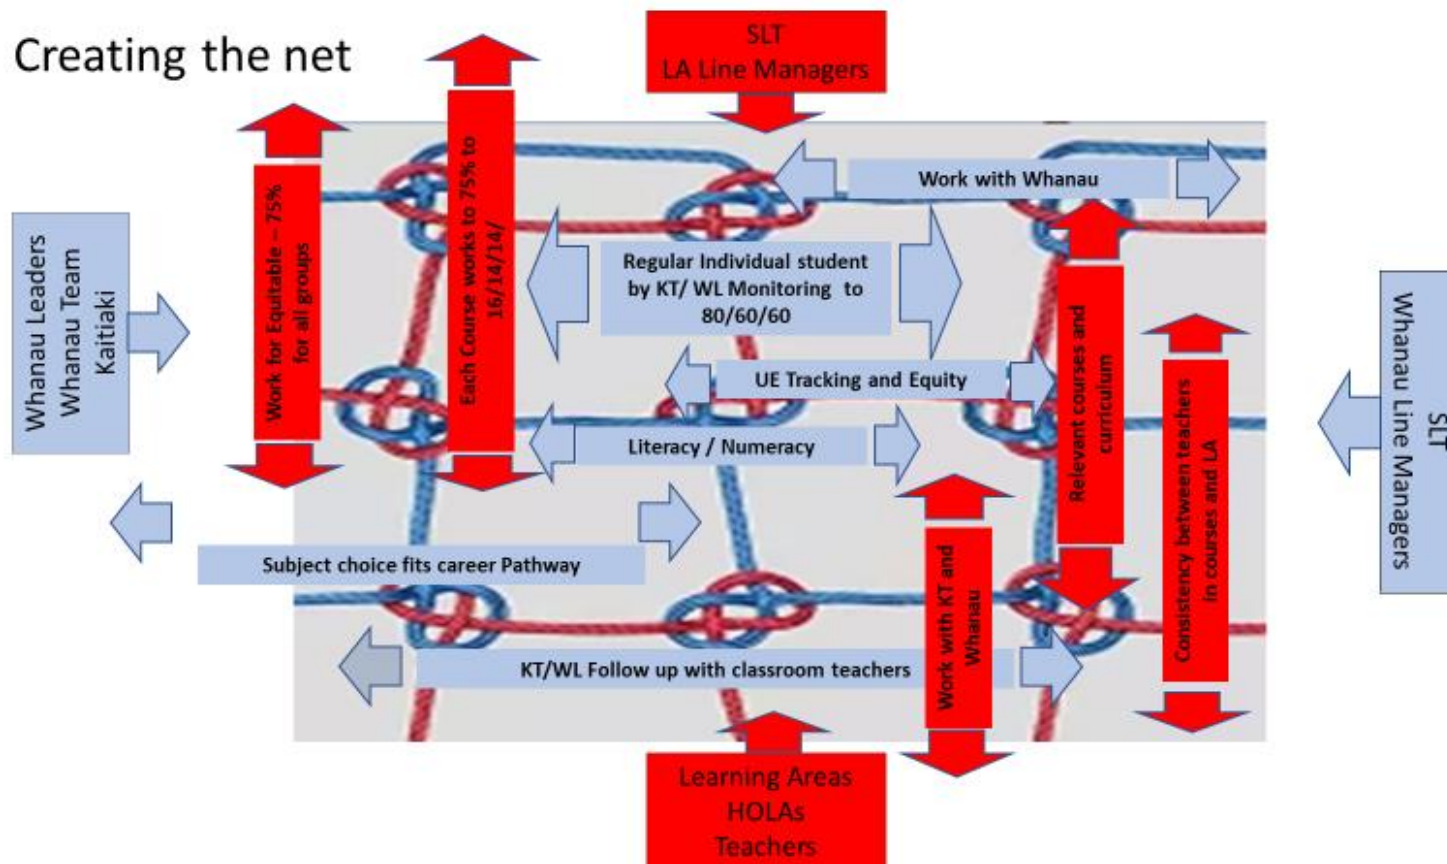 Creating the net
SLT
LA Line Managers
Work for Equitable – 75%
for all groups
Each Course works to 75% to
16/14/14/
Work with Whanau
Whanau Leaders
Whanau Team
Kaitiaki
Regular Individual student
by KT/ WL Monitoring to
80/60/60
Relevant courses and
curriculum
Consistency between teachers
in courses and LA
SLT
Whanau Line Managers
UE Tracking and Equity
Literacy / Numeracy
Subject choice fits career Pathway
Work with KT and
Whanau
KT/WL Follow up with classroom teachers
Learning Areas
HOLAs
Teachers